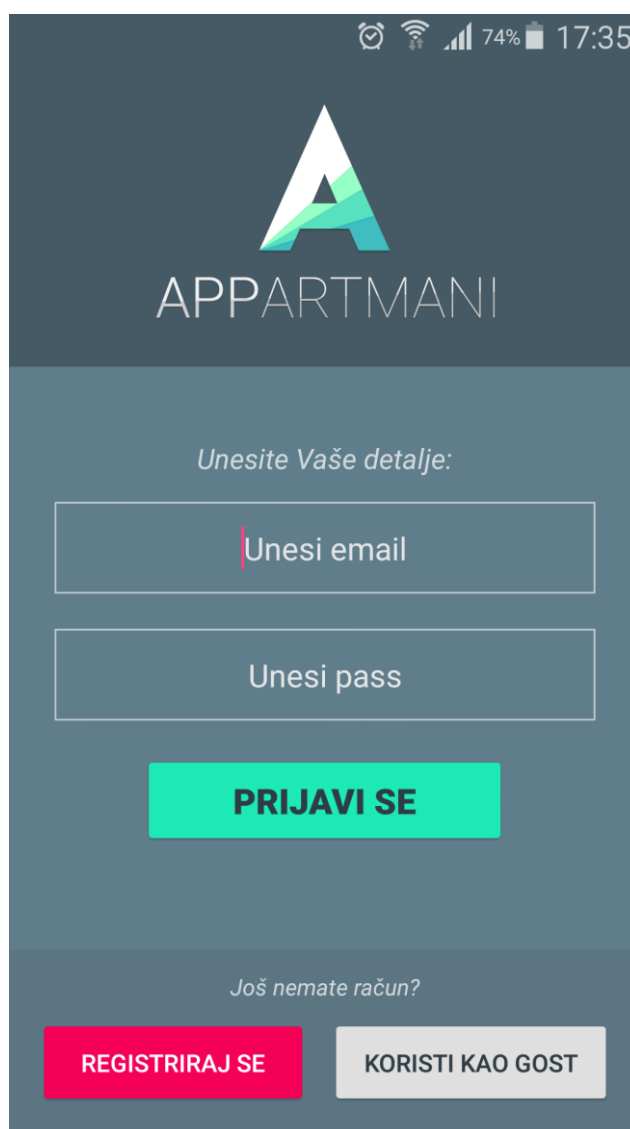 74% 17:35
APPARTMANI
Unesite Vaše detalje:
Unesi email
Unesi pass
PRIJAVI SE
Još nemate račun?
REGISTRIRAJ SE KORISTI KAO GOST